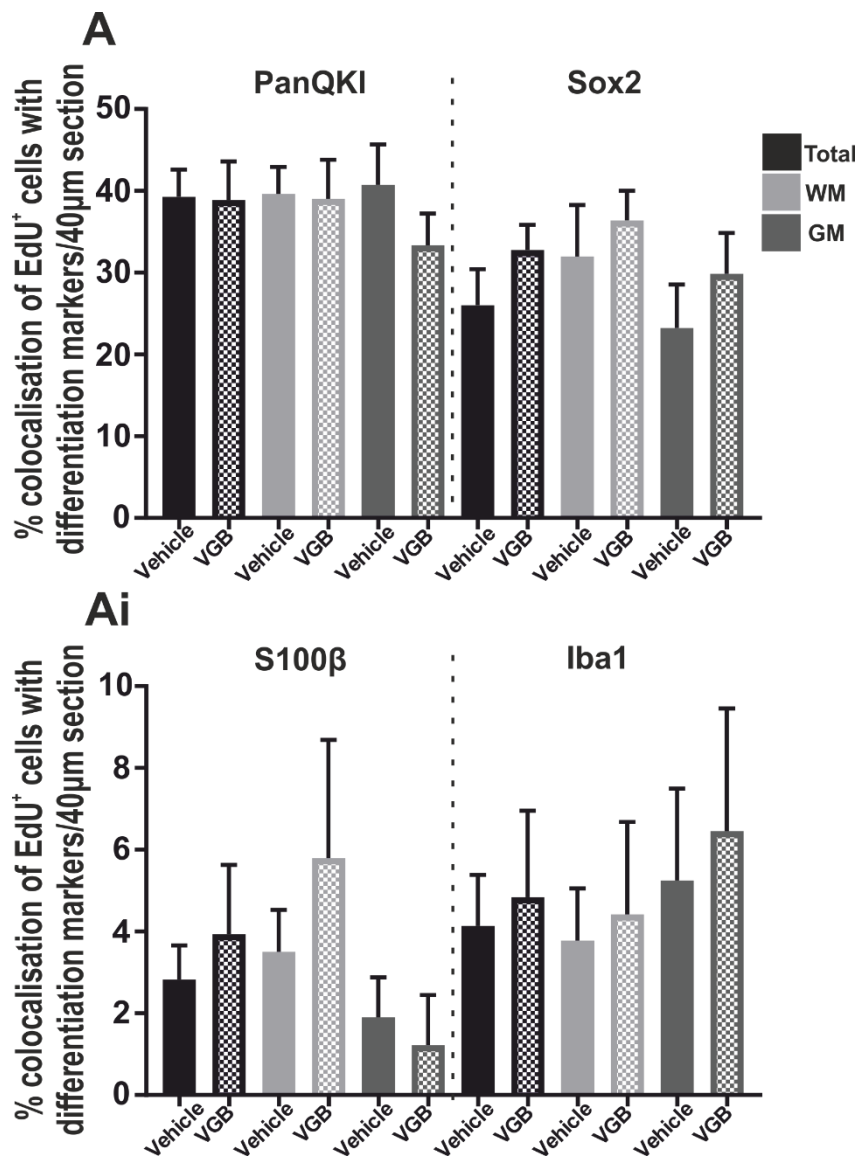 A
PanQKI
Sox2
% colocalisation of EdU⁺ cells with
differentiation markers/40µm section
50
40
30
20
10
0
Total
WM
GM
Vehicle
VGB
Vehicle
VGB
Vehicle
VGB
Vehicle
VGB
Vehicle
VGB
Vehicle
VGB
Ai
S100β
Iba1
% colocalisation of EdU⁺ cells with
differentiation markers/40µm section
10
8
6
4
2
0
Vehicle
VGB
Vehicle
VGB
Vehicle
VGB
Vehicle
VGB
Vehicle
VGB
Vehicle
VGB